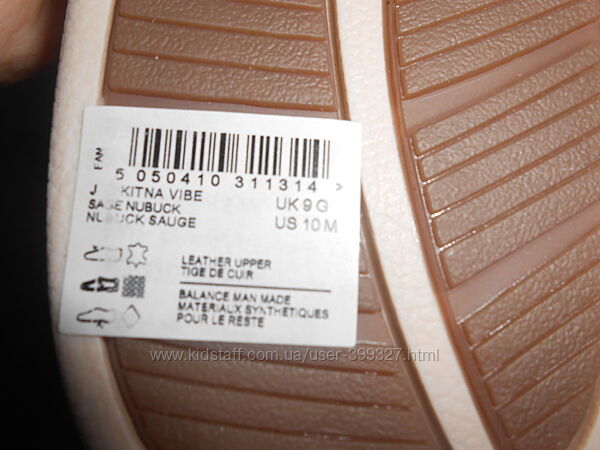 EAN
5 050410 311314 >
J KITNA VIBE UK 9 G
SAGE NUBUCK US 10 M
NUBUCK SAUGE
LEATHER UPPER
TIGE DE CUIR
BALANCE MAN MADE
MATERIAUX SYNTHETIQUES
POUR LE RESTE
www.kidstaff.com.ua/user-399327.html